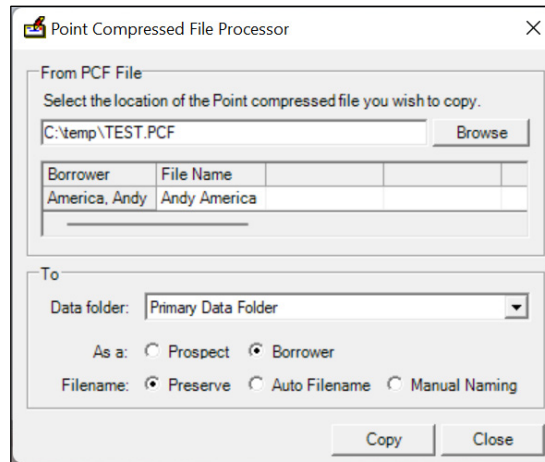 Point Compressed File Processor
From PCF File
Select the location of the Point compressed file you wish to copy.
C:\temp\TEST.PCF Browse
Borrower File Name
America, Andy Andy America
To
Data folder: Primary Data Folder
As a: Prospect Borrower
Filename: Preserve Auto Filename Manual Naming
Copy Close